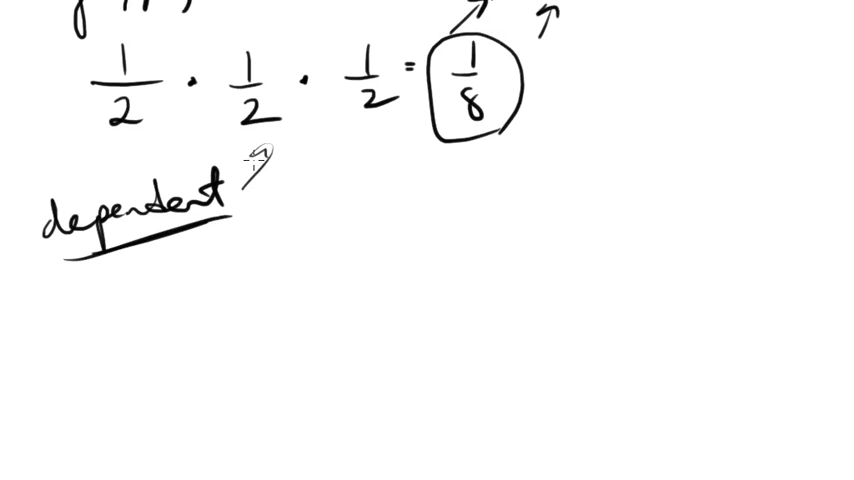 1/2 · 1/2 · 1/2 = 1/8
dependent